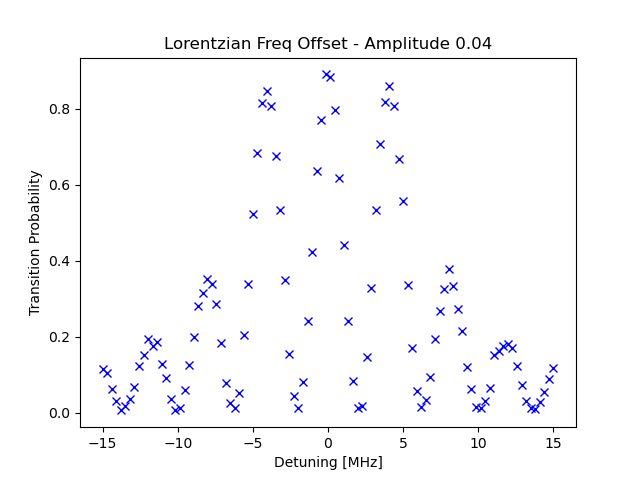 Lorentzian Freq Offset - Amplitude 0.04
Transition Probability
0.8
0.6
0.4
0.2
0.0
−15 −10 −5 0 5 10 15
Detuning [MHz]